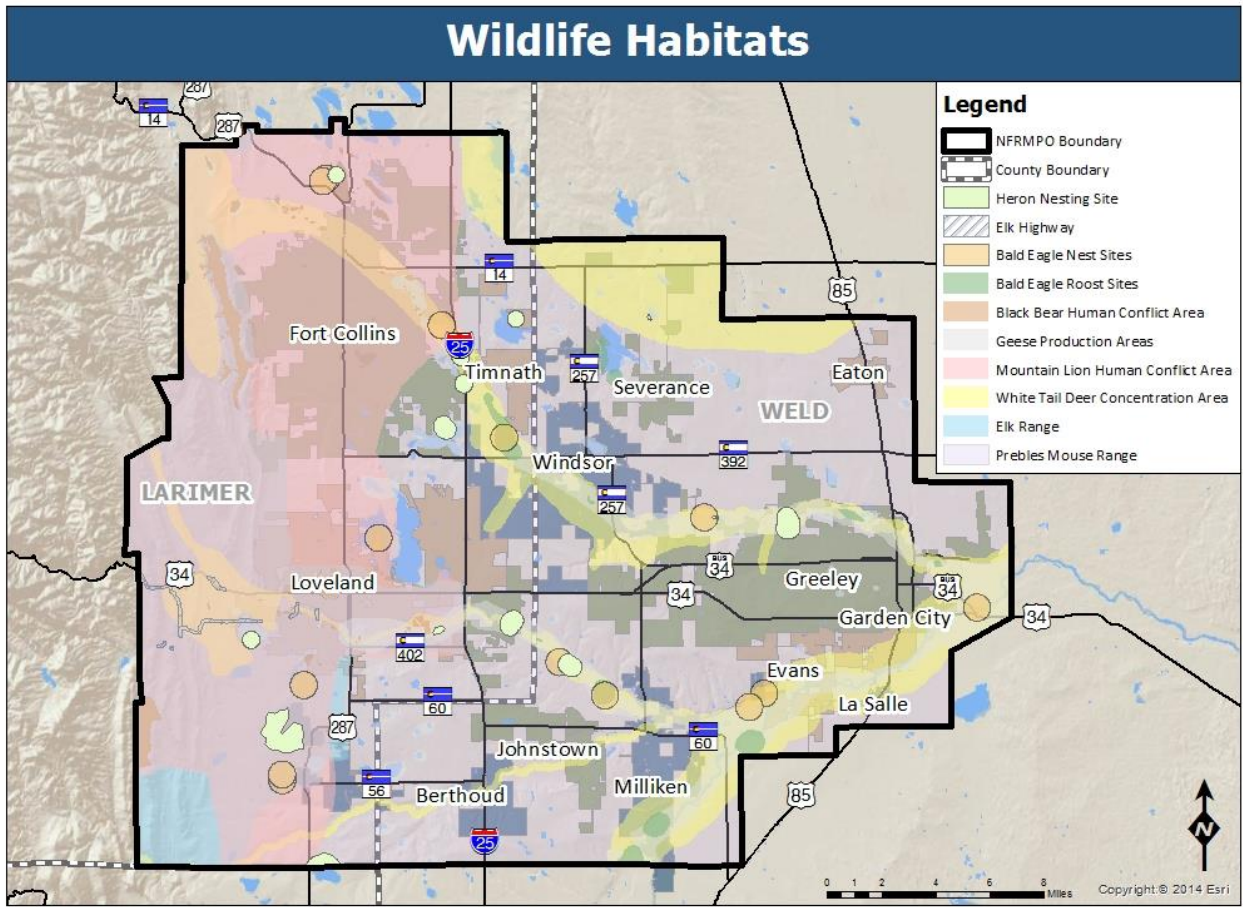 Wildlife Habitats
287
14
287
Legend
NFRMPO Boundary
County Boundary
Heron Nesting Site
Elk Highway
Bald Eagle Nest Sites
Bald Eagle Roost Sites
Black Bear Human Conflict Area
Geese Production Areas
Mountain Lion Human Conflict Area
White Tail Deer Concentration Area
Elk Range
Prebles Mouse Range
14
85
Fort Collins
25
Timnath
257
Severance
Eaton
WELD
Windsor
392
LARIMER
257
34
Loveland
BUS
34
34
Greeley
BUS
34
Garden City
34
402
Evans
60
La Salle
287
60
Johnstown
56
Berthoud
Milliken
85
25
N
0 1 2 4 6 8
Miles
Copyright:© 2014 Esri